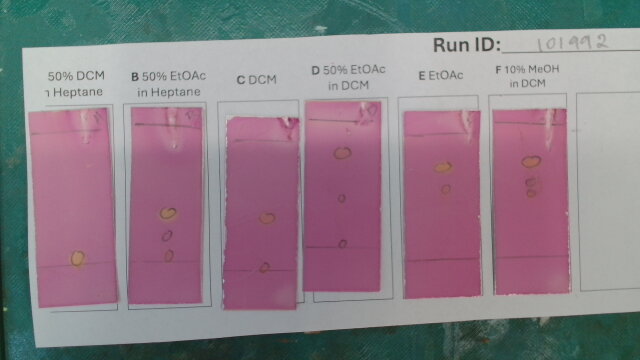 Run ID: 101992
50% DCM
in Heptane
B 50% EtOAc
in Heptane
C DCM
D 50% EtOAc
in DCM
E EtOAc
F 10% MeOH
in DCM